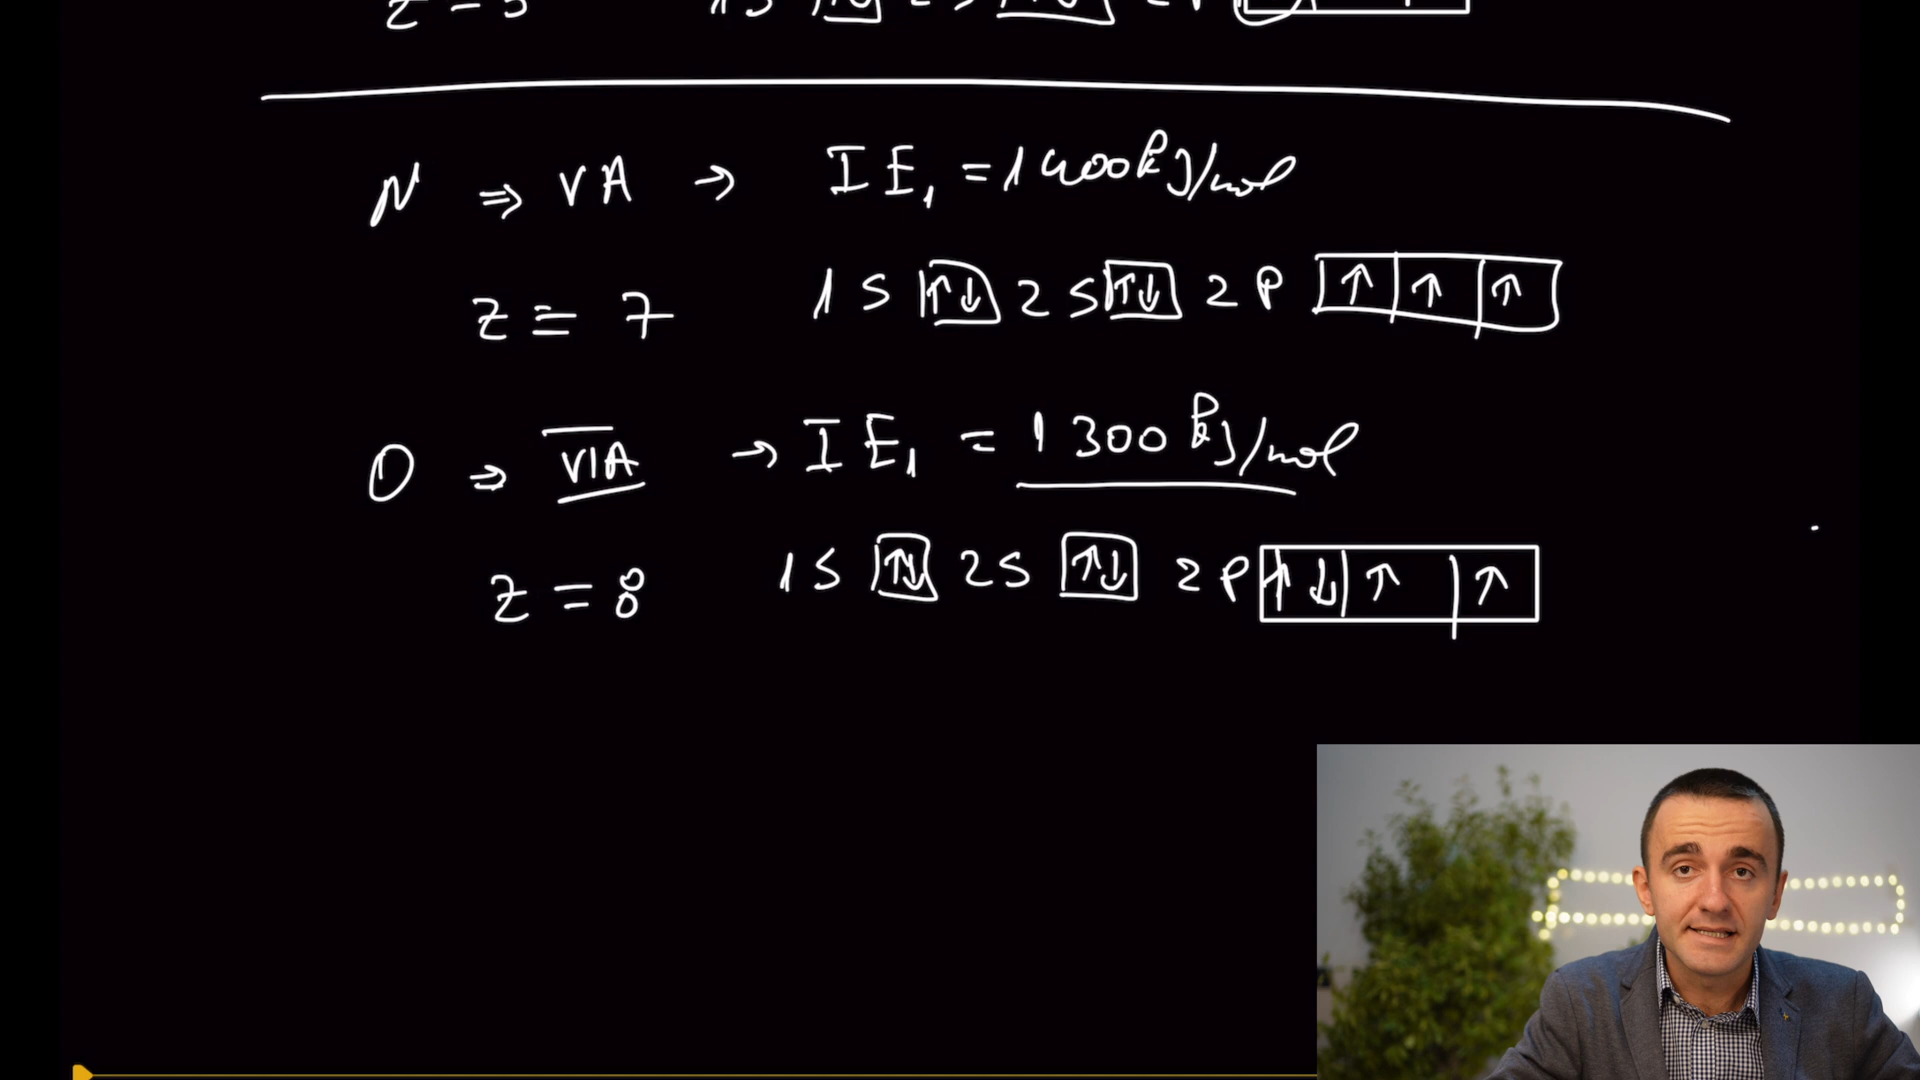 N ⇒ VA → IE₁ = 1400 kJ/mol
Z = 7 1S ↑↓ 2S ↑↓ 2P ↑ ↑ ↑
O ⇒ VIA → IE₁ = 1300 kJ/mol
Z = 8 1S ↑↓ 2S ↑↓ 2P ↑↓ ↑ ↑